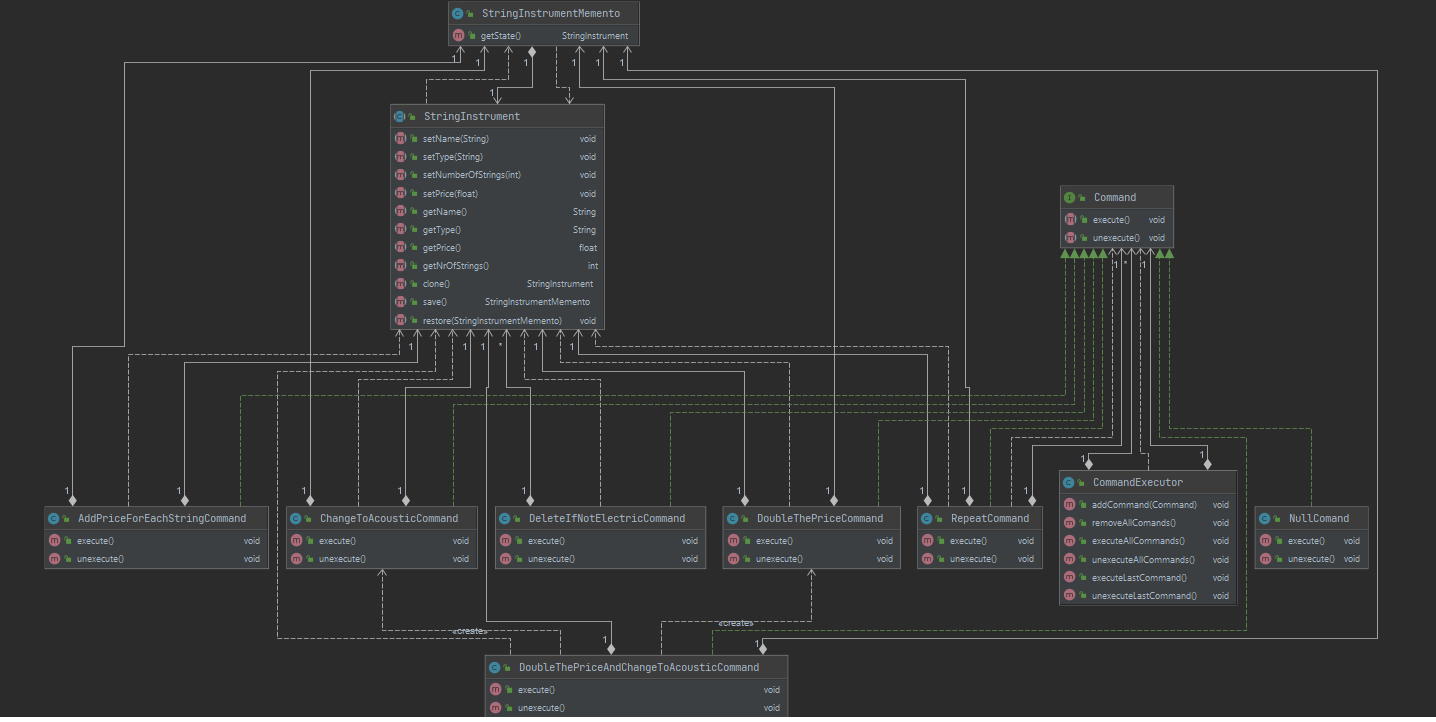 StringInstrumentMemento
getState() StringInstrument
1 1 1 1 1 1
1
StringInstrument
setName(String) void
setType(String) void
setNumberOfStrings(int) void
setPrice(float) void
getName() String
getType() String
getPrice() float
getNrOfStrings() int
clone() StringInstrument
save() StringInstrumentMemento
restore(StringInstrumentMemento) void
Command
execute() void
unexecute() void
1 * 1
1 1 1 * 1 1
1 1 1 1 1 1 1 1 1 1
1 1
CommandExecutor
addCommand(Command) void
removeAllComands() void
executeAllCommands() void
unexecuteAllCommands() void
executeLastCommand() void
unexecuteLastCommand() void
AddPriceForEachStringCommand
execute() void
unexecute() void
ChangeToAcousticCommand
execute() void
unexecute() void
DeleteIfNotElectricCommand
execute() void
unexecute() void
DoubleThePriceCommand
execute() void
unexecute() void
RepeatCommand
execute() void
unexecute() void
NullComand
execute() void
unexecute() void
«create» «create»
1 1
DoubleThePriceAndChangeToAcousticCommand
execute() void
unexecute() void